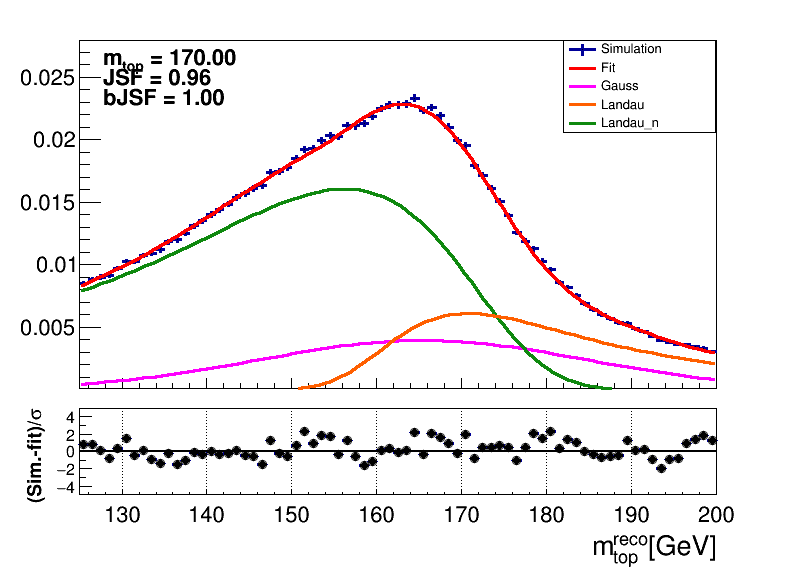 m_top = 170.00
JSF = 0.96
bJSF = 1.00
Simulation
Fit
Gauss
Landau
Landau_n
0.025
0.02
0.015
0.01
0.005
(Sim.-fit)/σ
4
2
0
−2
−4
130 140 150 160 170 180 190 200
m_top^reco[GeV]